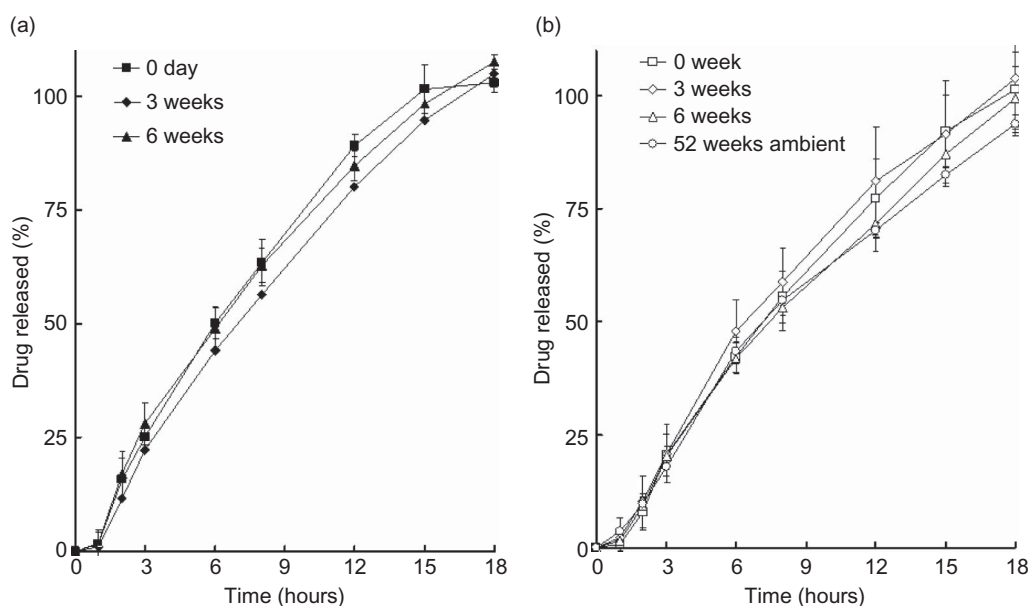 (a)
0 day
3 weeks
6 weeks
100
75
50
25
0
Drug released (%)
0 3 6 9 12 15 18
Time (hours)
(b)
0 week
3 weeks
6 weeks
52 weeks ambient
100
75
50
25
0
Drug released (%)
0 3 6 9 12 15 18
Time (hours)